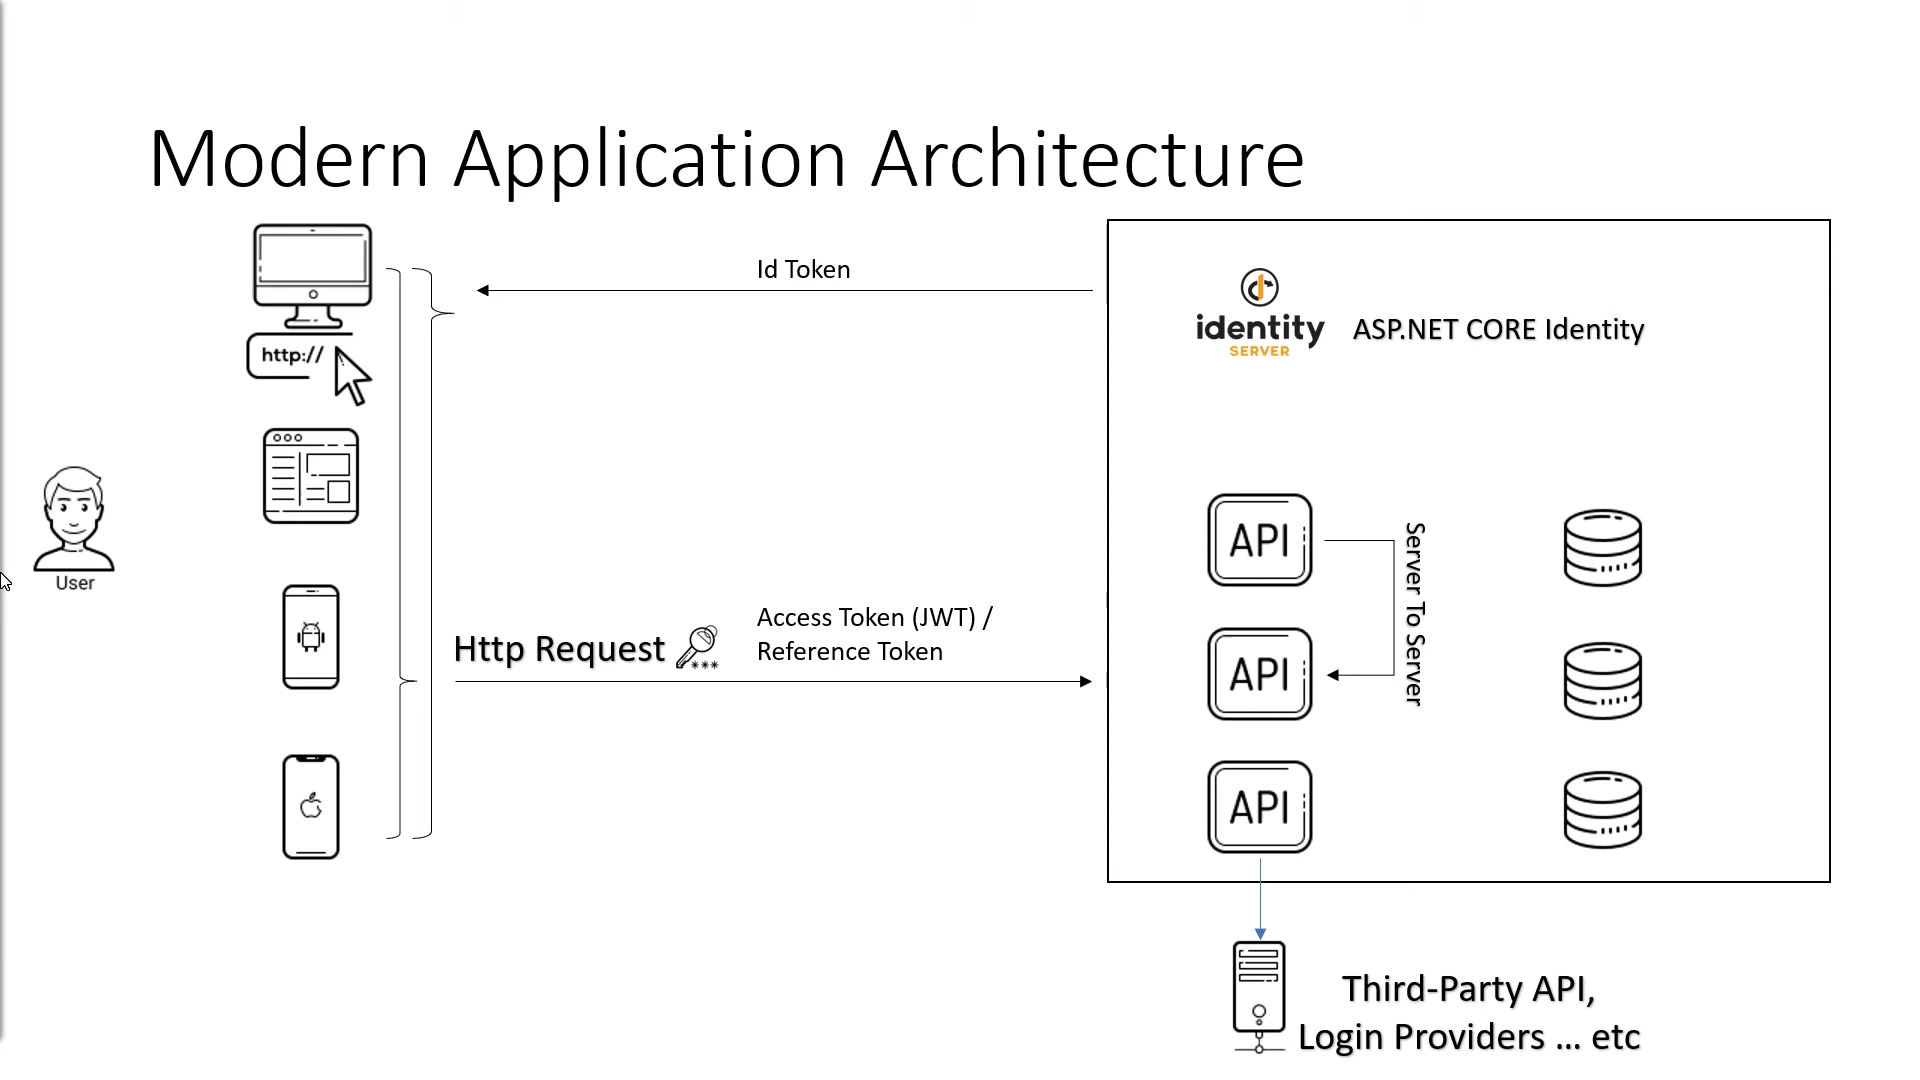 Modern Application Architecture
Id Token
identity
SERVER
ASP.NET CORE Identity
http://
User
API
Server To Server
Access Token (JWT) /
Reference Token
Http Request
***
API
API
Third-Party API,
Login Providers ... etc